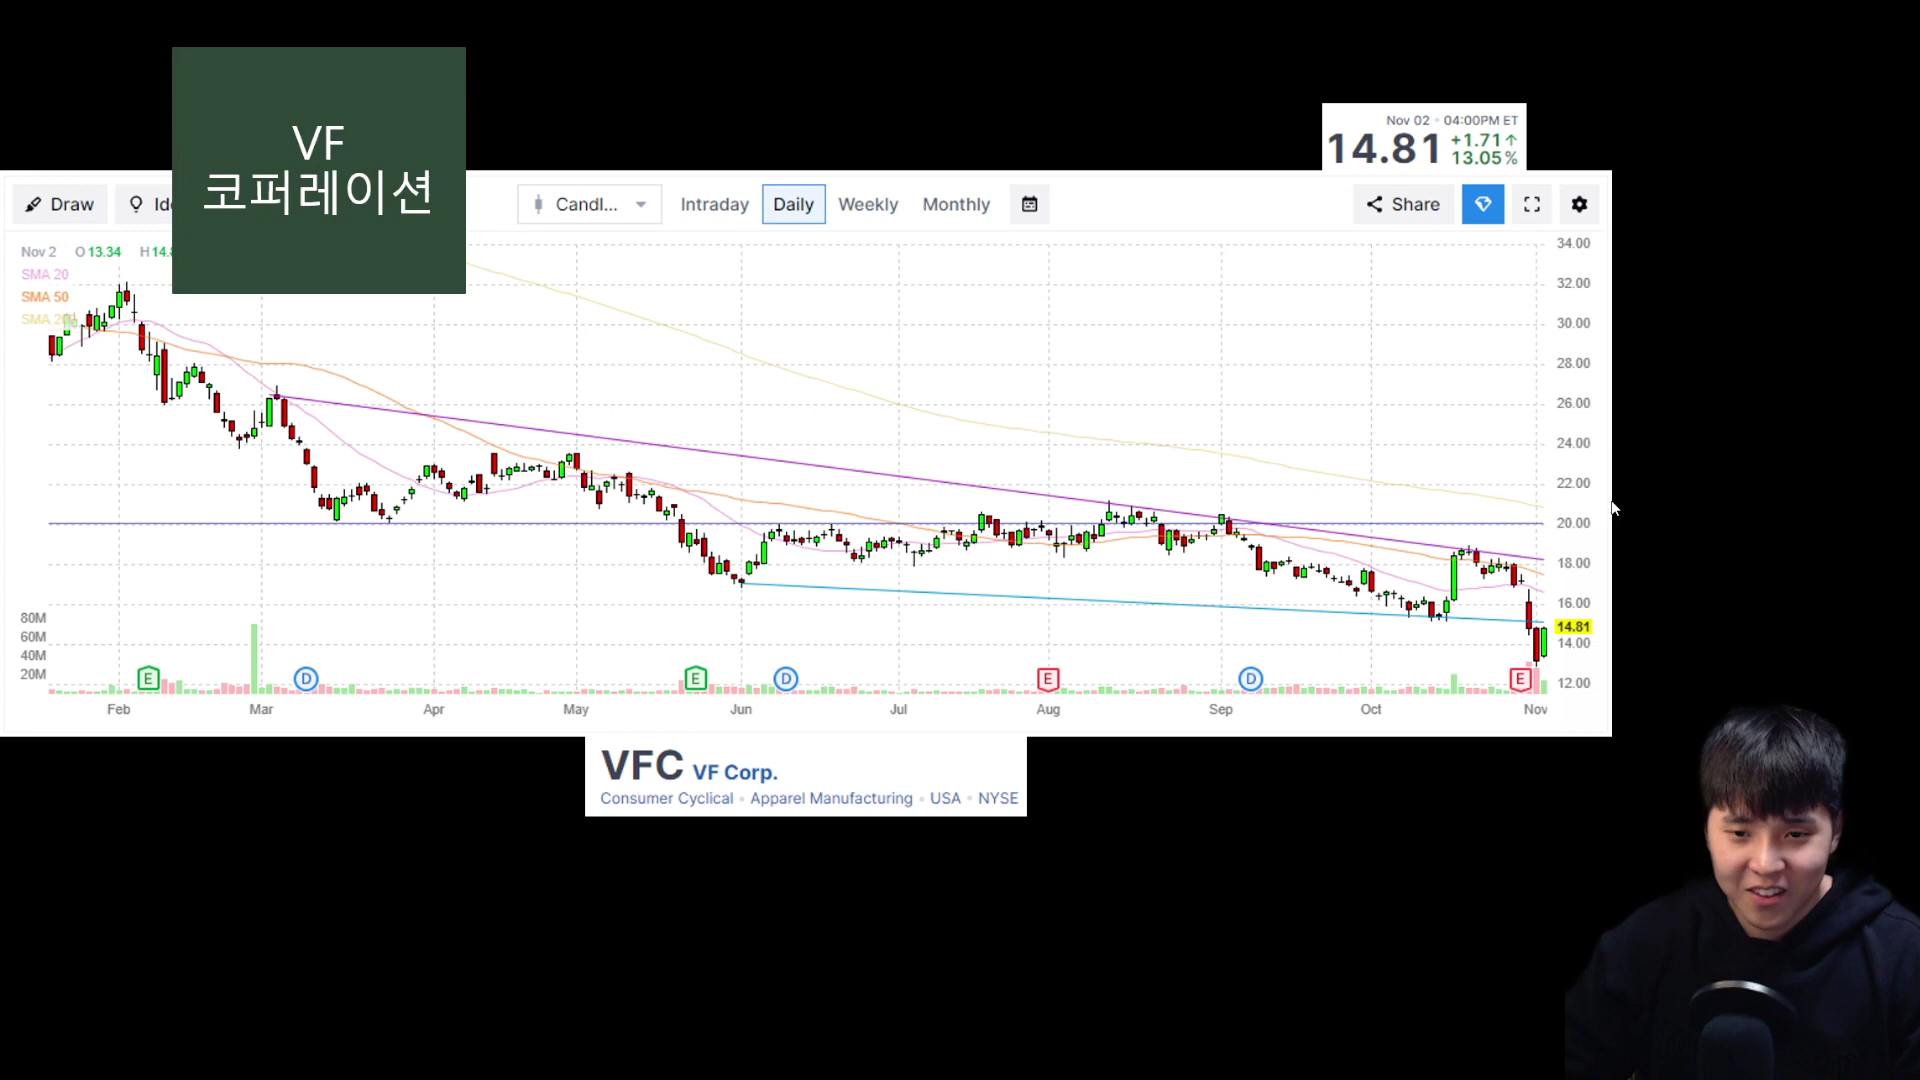 VF
코퍼레이션
Nov 02 • 04:00PM ET
14.81 +1.71↑
13.05%
Draw
Candl...
Intraday
Daily
Weekly
Monthly
Share
Nov 2 O 13.34
SMA 20
SMA 50
34.00
32.00
30.00
28.00
26.00
24.00
22.00
20.00
18.00
16.00
14.81
14.00
12.00
80M
60M
40M
20M
E D E D E D E
Feb Mar Apr May Jun Jul Aug Sep Oct Nov
VFC VF Corp.
Consumer Cyclical • Apparel Manufacturing • USA • NYSE